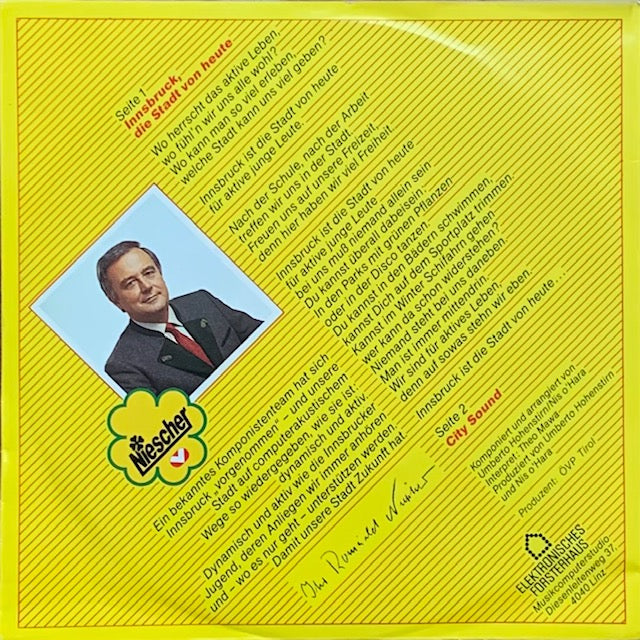 Seite 1
Innsbruck,
die Stadt von heute
Wo herrscht das aktive Leben,
wo fühl'n wir uns alle wohl?
Wo kann man so viel erleben,
welche Stadt kann uns viel geben?
Innsbruck ist die Stadt von heute
für aktive junge Leute.
Nach der Schule, nach der Arbeit
treffen wir uns in der Stadt.
Freuen uns auf unsere Freizeit,
denn hier haben wir viel Freiheit.
Innsbruck ist die Stadt von heute
für aktive junge Leute –
bei uns muß niemand allein sein
Du kannst überall dabeisein:
In den Parks mit grünen Pflanzen
oder in der Disco tanzen.
Du kannst in den Bädern schwimmen,
kannst Dich auf dem Sportplatz trimmen.
Kannst im Winter Schifahrn gehen
wer kann da schon widerstehen?
Niemand steht bei uns daneben:
Man ist immer mittendrin.
Wir sind für aktives Leben,
denn auf sowas stehn wir eben.
Innsbruck ist die Stadt von heute . . .
Seite 2
City Sound
Komponiert und arrangiert von
Umberto Hohenstirn/Nis o'Hara
Interpret: Theo Mawa
Produziert von Umberto Hohenstirn
und Nis o'Hara
Produzent: ÖVP Tirol
Niescher
Ein bekanntes Komponistenteam hat sich
Innsbruck „vorgenommen" – und unsere
Stadt auf computerakustischem
Wege so wiedergegeben, wie sie ist:
dynamisch und aktiv.
Dynamisch und aktiv wie die Innsbrucker
Jugend, deren Anliegen wir immer anhören
und – wo es nur geht – unterstützen werden.
Damit unsere Stadt Zukunft hat.
Ihr Romuald Niescher
ELEKTRONISCHES
FÖRSTERHAUS
Musikcomputerstudio
Diesenleitenweg 37,
4040 Linz